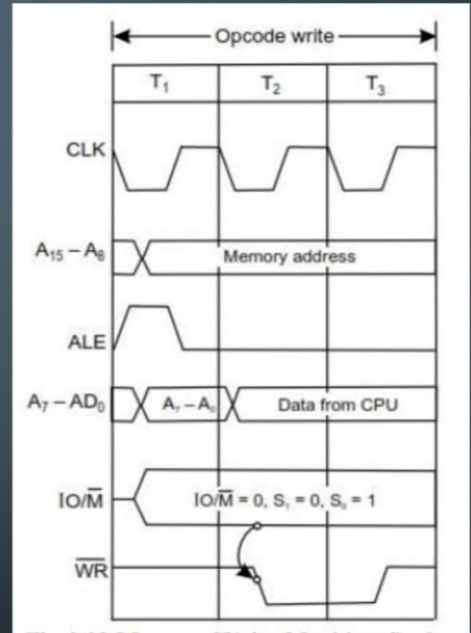 Opcode write
T₁ T₂ T₃
CLK
A₁₅ – A₈ Memory address
ALE
A₇ – AD₀ A₇ – A₀ Data from CPU
IO/M̅ IO/M̅ = 0, S₁ = 0, S₀ = 1
W̅R̅